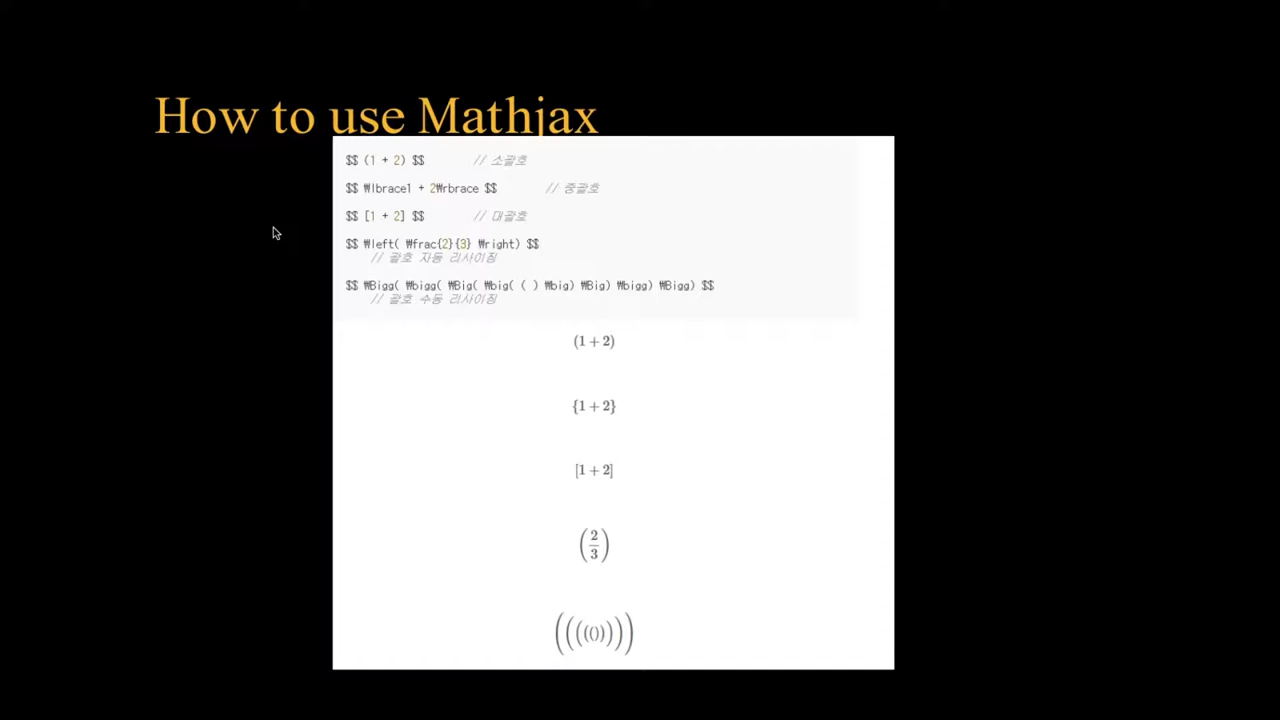 How to use Mathjax
$$ (1 + 2) $$ // 소괄호
$$ ₩lbrace1 + 2₩rbrace $$ // 중괄호
$$ [1 + 2] $$ // 대괄호
$$ ₩left( ₩frac{2}{3} ₩right) $$
// 괄호 자동 리사이징
$$ ₩Bigg( ₩bigg( ₩Big( ₩big( ( ) ₩big) ₩Big) ₩bigg) ₩Bigg) $$
// 괄호 수동 리사이징
(1 + 2)
{1 + 2}
[1 + 2]
(2/3)
((((()))))